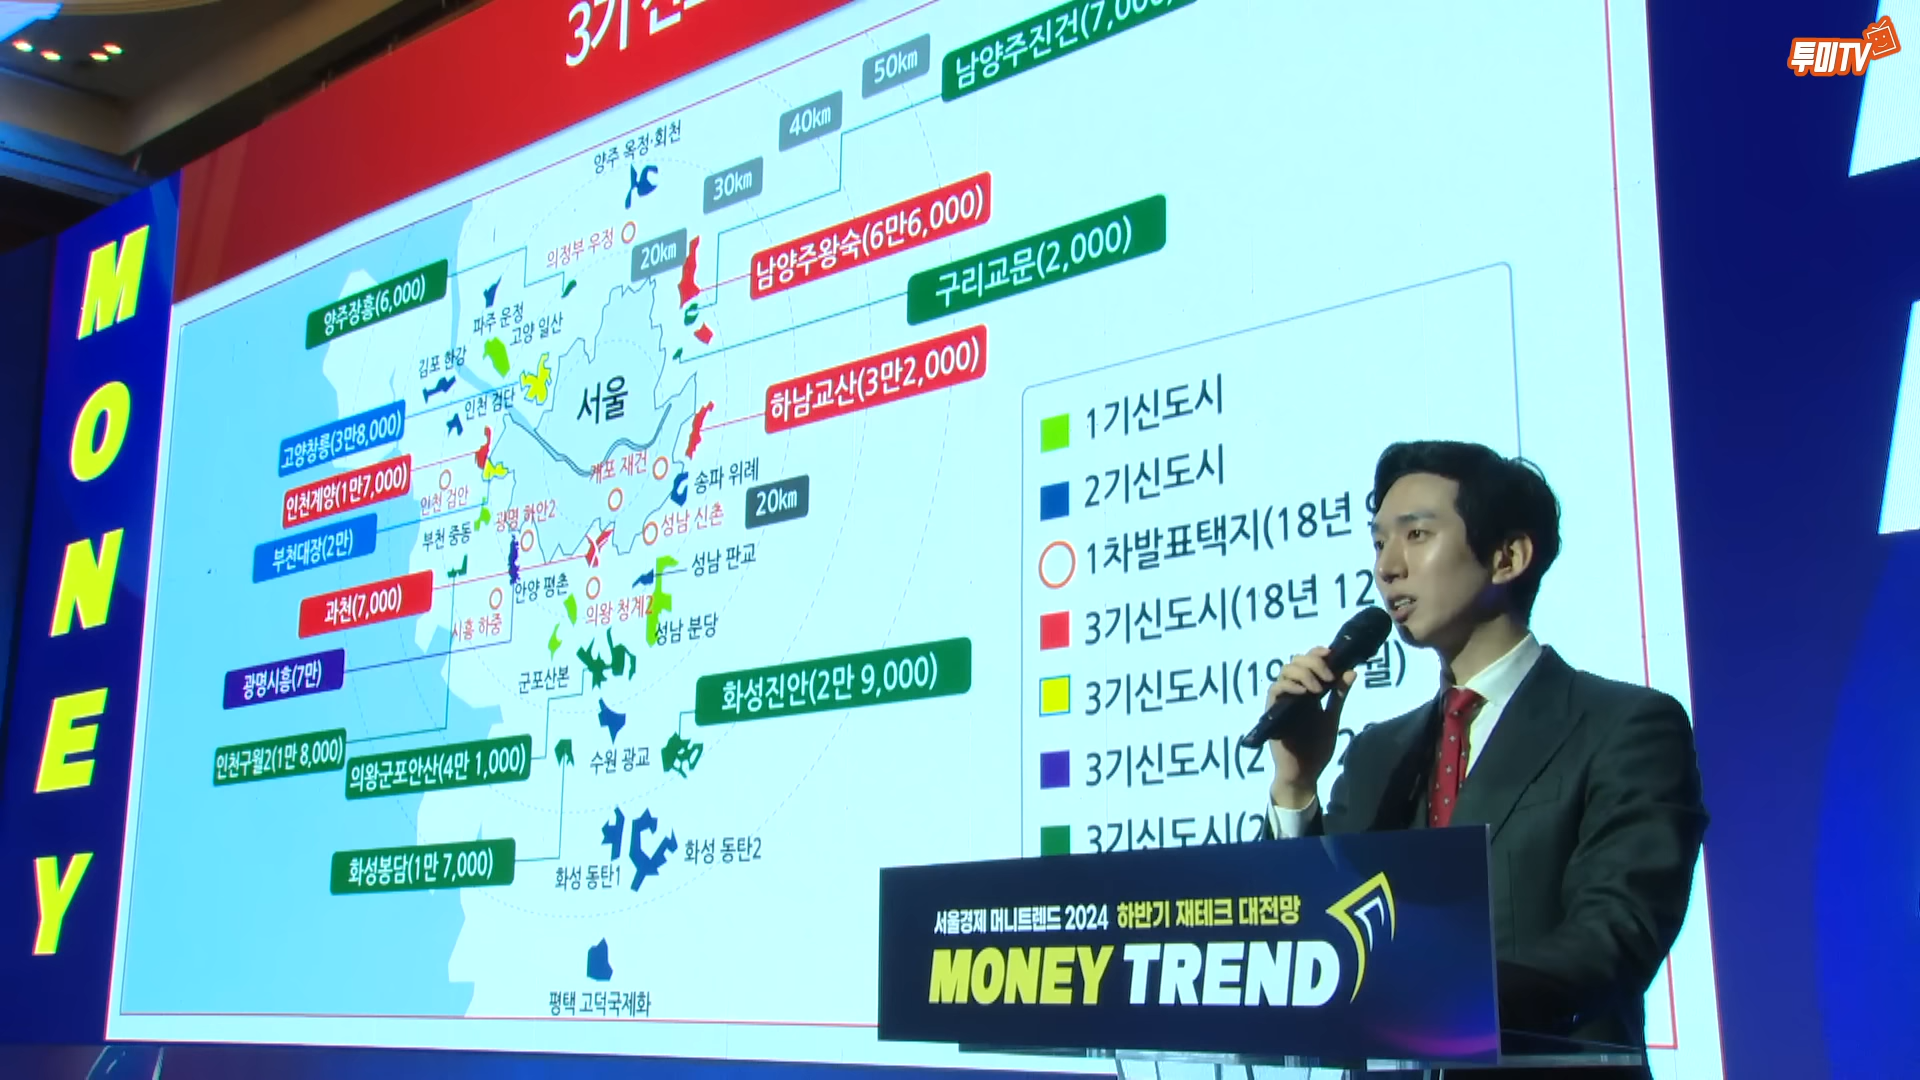 투미TV
MONEY
3기
50km
남양주진건(7,000)
40km
양주 옥정·회천
30km
의정부 우정
20km
남양주왕숙(6만6,000)
구리교문(2,000)
양주장흥(6,000)
파주 운정
고양 일산
김포 한강
하남교산(3만2,000)
서울
인천 검단
고양창릉(3만8,000)
인천계양(1만7,000)
인천 검안
개포 재건
송파 위례
20km
광명 하안2
성남 신촌
부천 중동
부천대장(2만)
성남 판교
안양 평촌
과천(7,000)
의왕 청계2
시흥 하중
성남 분당
광명시흥(7만)
군포산본
화성진안(2만 9,000)
인천구월2(1만 8,000)
의왕군포안산(4만 1,000)
수원 광교
화성봉담(1만 7,000)
화성 동탄1
화성 동탄2
평택 고덕국제화
1기신도시
2기신도시
1차발표택지(18년
3기신도시(18년 12
3기신도시(19 월)
3기신도시(2
3기신도시(2
서울경제 머니트렌드 2024 하반기 재테크 대전망
MONEY TREND